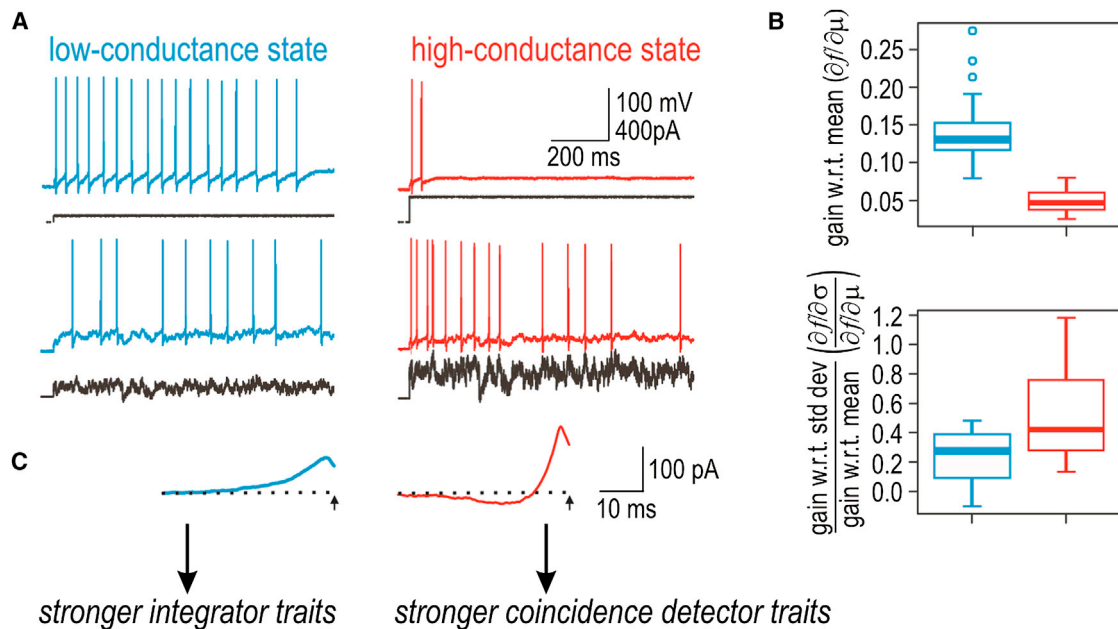 A
low-conductance state
high-conductance state
100 mV
400pA
200 ms
B
gain w.r.t. mean (∂f/∂μ)
0.25
0.20
0.15
0.10
0.05
gain w.r.t. std dev (∂f/∂σ)
gain w.r.t. mean (∂f/∂μ)
1.2
1.0
0.8
0.6
0.4
0.2
0.0
C
100 pA
10 ms
stronger integrator traits
stronger coincidence detector traits